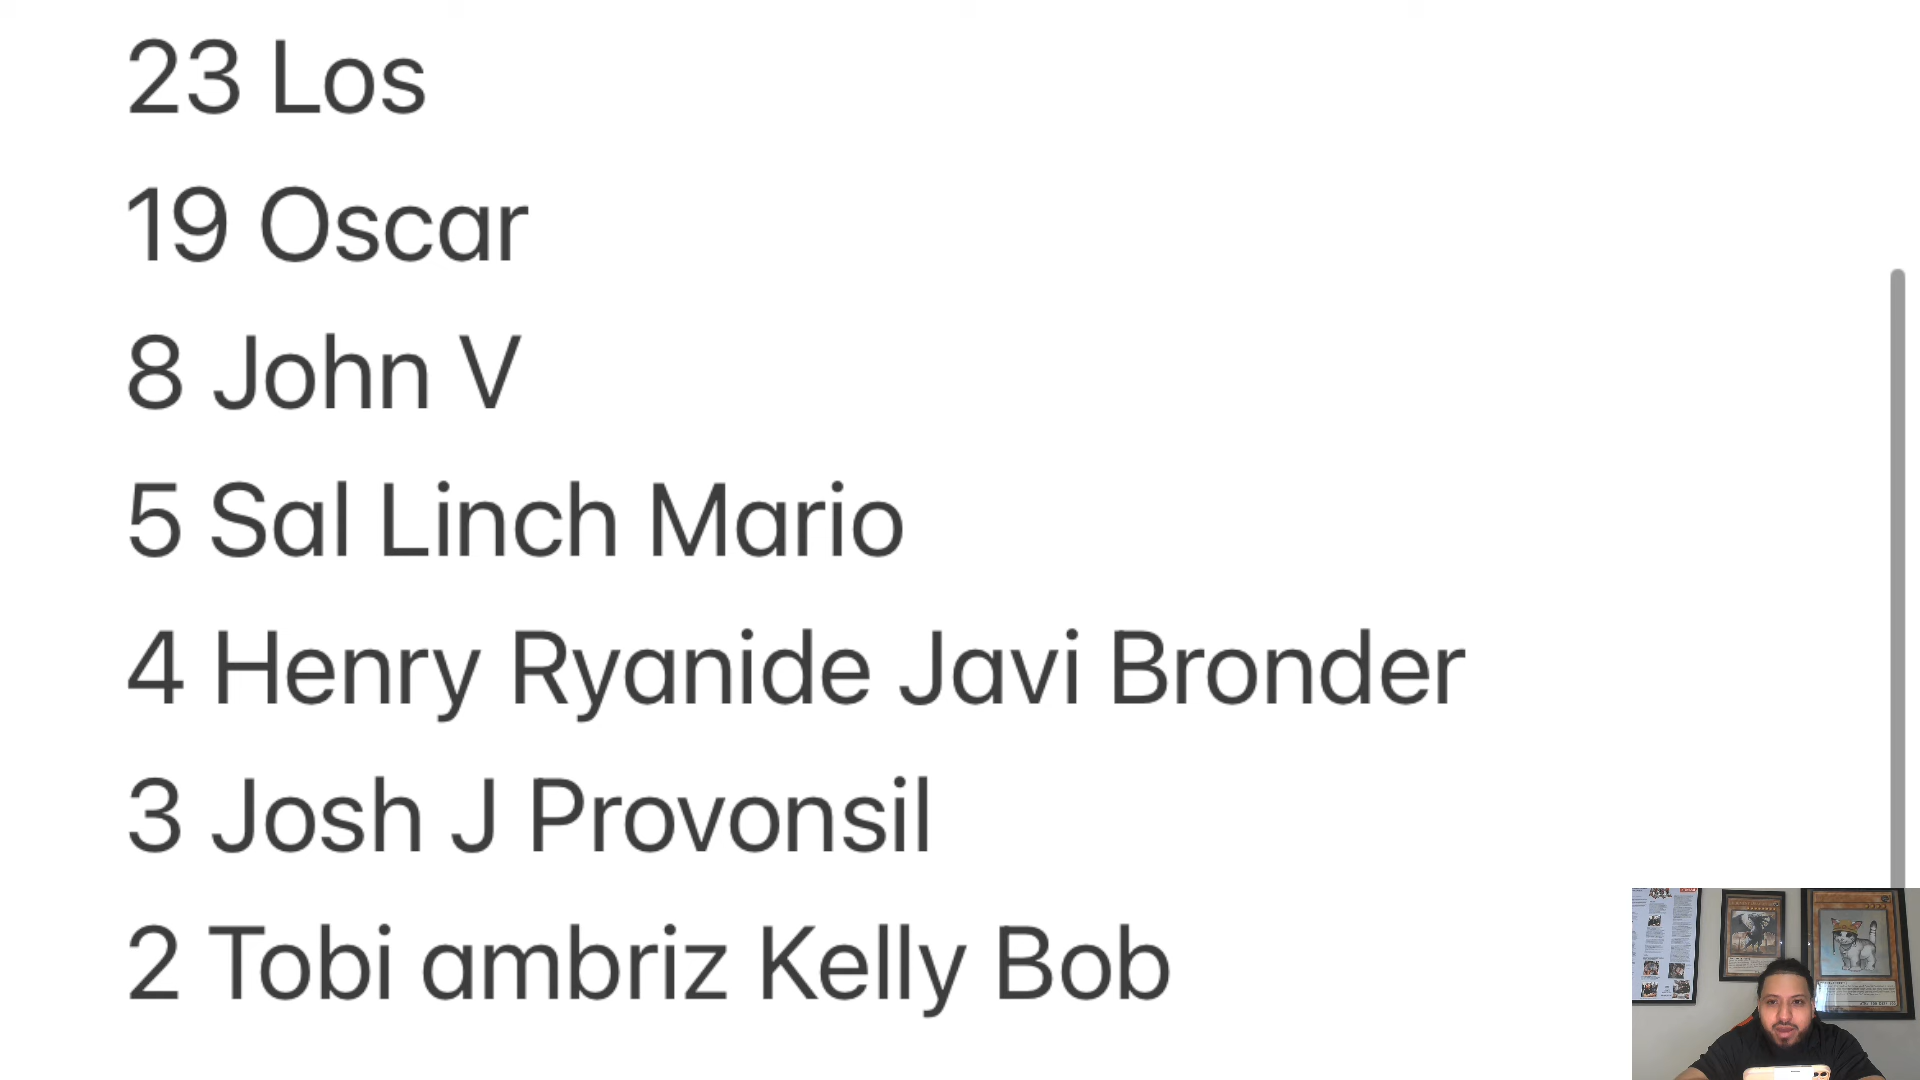 23 Los
19 Oscar
8 John V
5 Sal Linch Mario
4 Henry Ryanide Javi Bronder
3 Josh J Provonsil
2 Tobi ambriz Kelly Bob